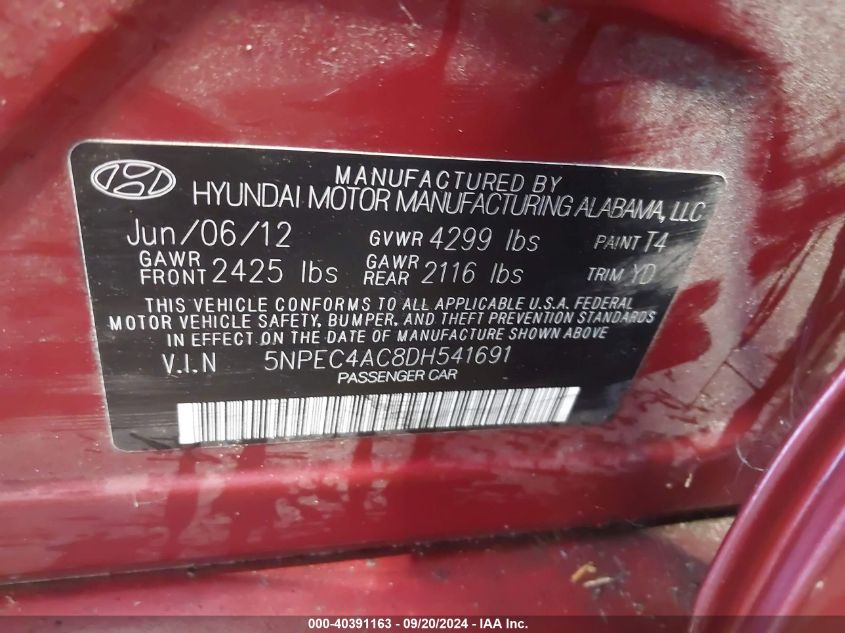 MANUFACTURED BY
HYUNDAI MOTOR MANUFACTURING ALABAMA, LLC
Jun/06/12 GVWR 4299 lbs PAINT T4
GAWR FRONT 2425 lbs GAWR REAR 2116 lbs TRIM YD
THIS VEHICLE CONFORMS TO ALL APPLICABLE U.S.A. FEDERAL
MOTOR VEHICLE SAFETY, BUMPER, AND THEFT PREVENTION STANDARDS
IN EFFECT ON THE DATE OF MANUFACTURE SHOWN ABOVE
V.I.N 5NPEC4AC8DH541691
PASSENGER CAR
000-40391163 - 09/20/2024 - IAA Inc.